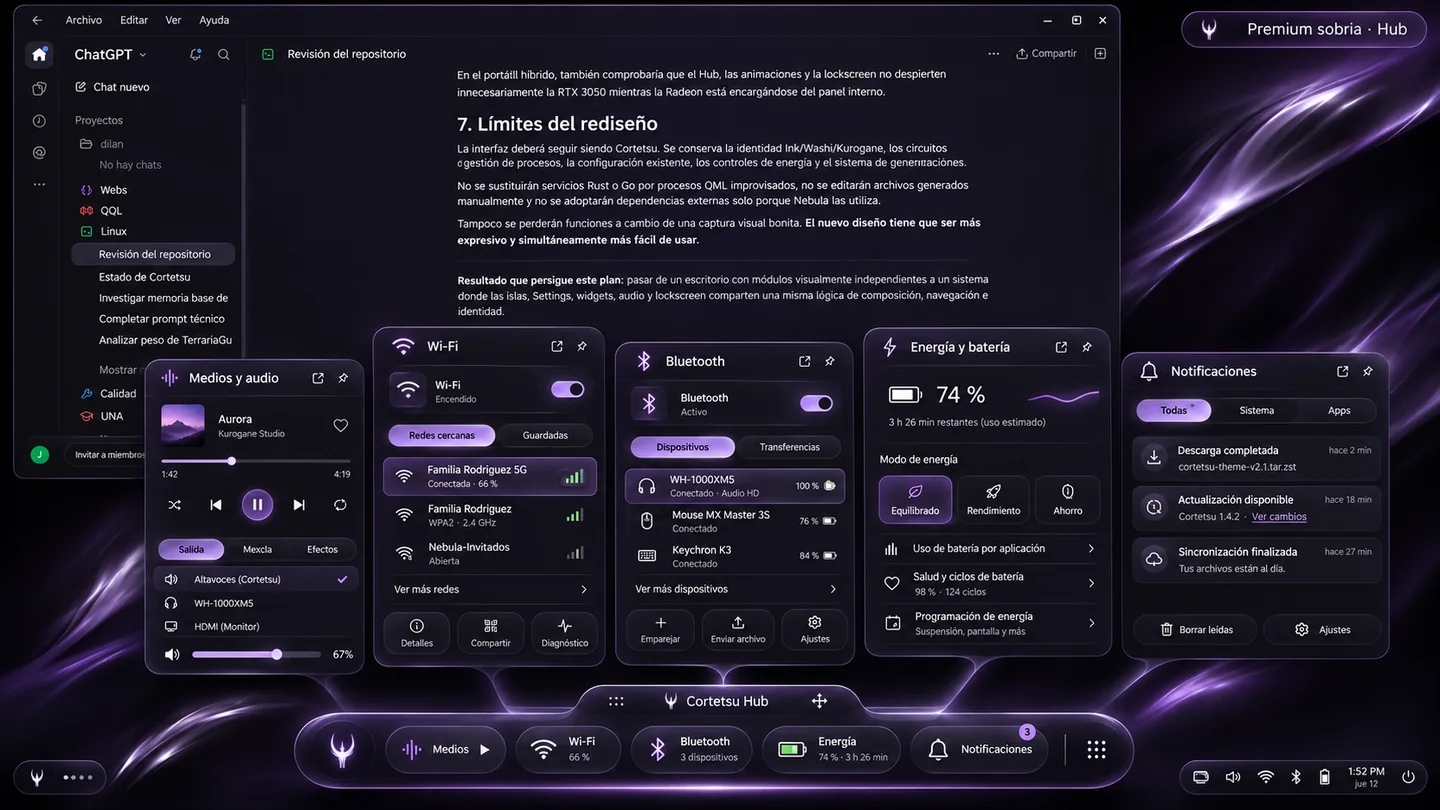 Archivo Editar Ver Ayuda
Premium sobria · Hub
ChatGPT
Revisión del repositorio
Compartir
Chat nuevo
Proyectos
dilan
No hay chats
Webs
QQL
Linux
Revisión del repositorio
Estado de Cortetsu
Investigar memoria base de
Completar prompt técnico
Analizar peso de TerrariaGu
Mostrar
Calidad
UNA
J
Invitar a miembros
En el portátil híbrido, también comprobaría que el Hub, las animaciones y la lockscreen no despierten
innecesariamente la RTX 3050 mientras la Radeon está encargándose del panel interno.
7. Límites del rediseño
La interfaz deberá seguir siendo Cortetsu. Se conserva la identidad Ink/Washi/Kurogane, los circuitos
gestión de procesos, la configuración existente, los controles de energía y el sistema de
No se sustituirán servicios Rust o Go por procesos QML improvisados, no se editarán archivos generados
manualmente y no se adoptarán dependencias externas solo porque Nebula las utiliza.
Tampoco se perderán funciones a cambio de una captura visual bonita. El nuevo diseño tiene que ser más
expresivo y simultáneamente más fácil de usar.
Resultado que persigue este plan: pasar de un escritorio con módulos visualmente independientes a un sistema
donde las islas, Settings, widgets, audio y lockscreen comparten una misma lógica de composición, navegación e
identidad.
Medios y audio
Aurora
Kurogane Studio
1:42 4:19
Salida Mezcla Efectos
Altavoces (Cortetsu)
WH-1000XM5
HDMI (Monitor)
67%
Wi-Fi
Wi-Fi
Encendido
Redes cercanas Guardadas
Familia Rodriguez 5G
Conectada · 66 %
Familia Rodriguez
WPA2 · 2.4 GHz
Nebula-Invitados
Abierta
Ver más redes
Detalles Compartir Diagnóstico
Bluetooth
Bluetooth
Activo
Dispositivos Transferencias
WH-1000XM5
Conectado · Audio HD
100 %
Mouse MX Master 3S
Conectado
76 %
Keychron K3
Conectado
84 %
Ver más dispositivos
Emparejar Enviar archivo Ajustes
Energía y batería
74 %
3 h 26 min restantes (uso estimado)
Modo de energía
Equilibrado Rendimiento Ahorro
Uso de batería por aplicación
Salud y ciclos de batería
98 % · 124 ciclos
Programación de energía
Suspensión, pantalla y más
Notificaciones
Todas Sistema Apps
Descarga completada hace 2 min
cortetsu-theme-v2.1.tar.zst
Actualización disponible hace 18 min
Cortetsu 1.4.2 · Ver cambios
Sincronización finalizada hace 27 min
Tus archivos están al día.
Borrar leídas Ajustes
Cortetsu Hub
Medios
Wi-Fi
66 %
Bluetooth
3 dispositivos
Energía
74 % · 3 h 26 min
Notificaciones
3
1:52 PM
jue 12